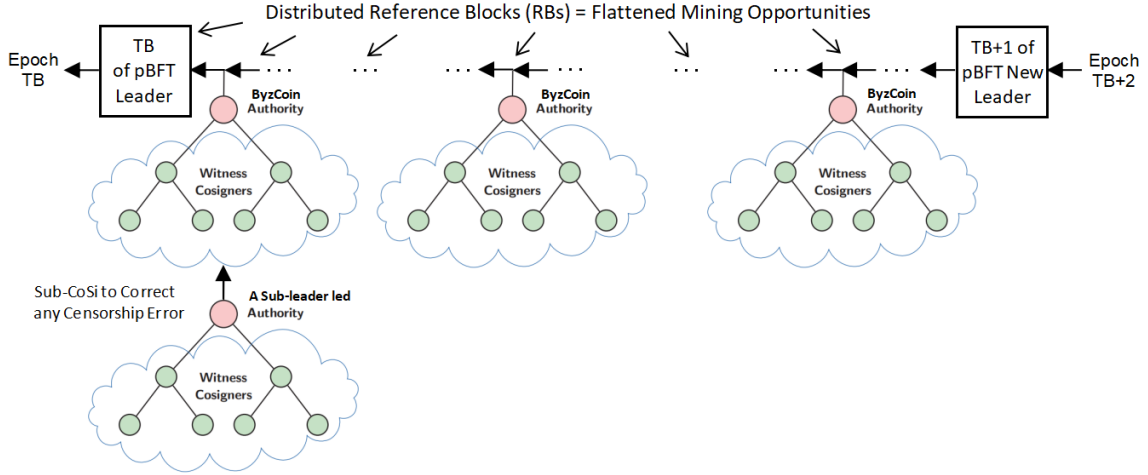 Distributed Reference Blocks (RBs) = Flattened Mining Opportunities
Epoch
TB
TB
of pBFT
Leader
TB+1 of
pBFT New
Leader
Epoch
TB+2
... ... ... ... ... ...
ByzCoin
Authority
Witness
Cosigners
ByzCoin
Authority
Witness
Cosigners
ByzCoin
Authority
Witness
Cosigners
Sub-CoSi to Correct
any Censorship Error
A Sub-leader led
Authority
Witness
Cosigners